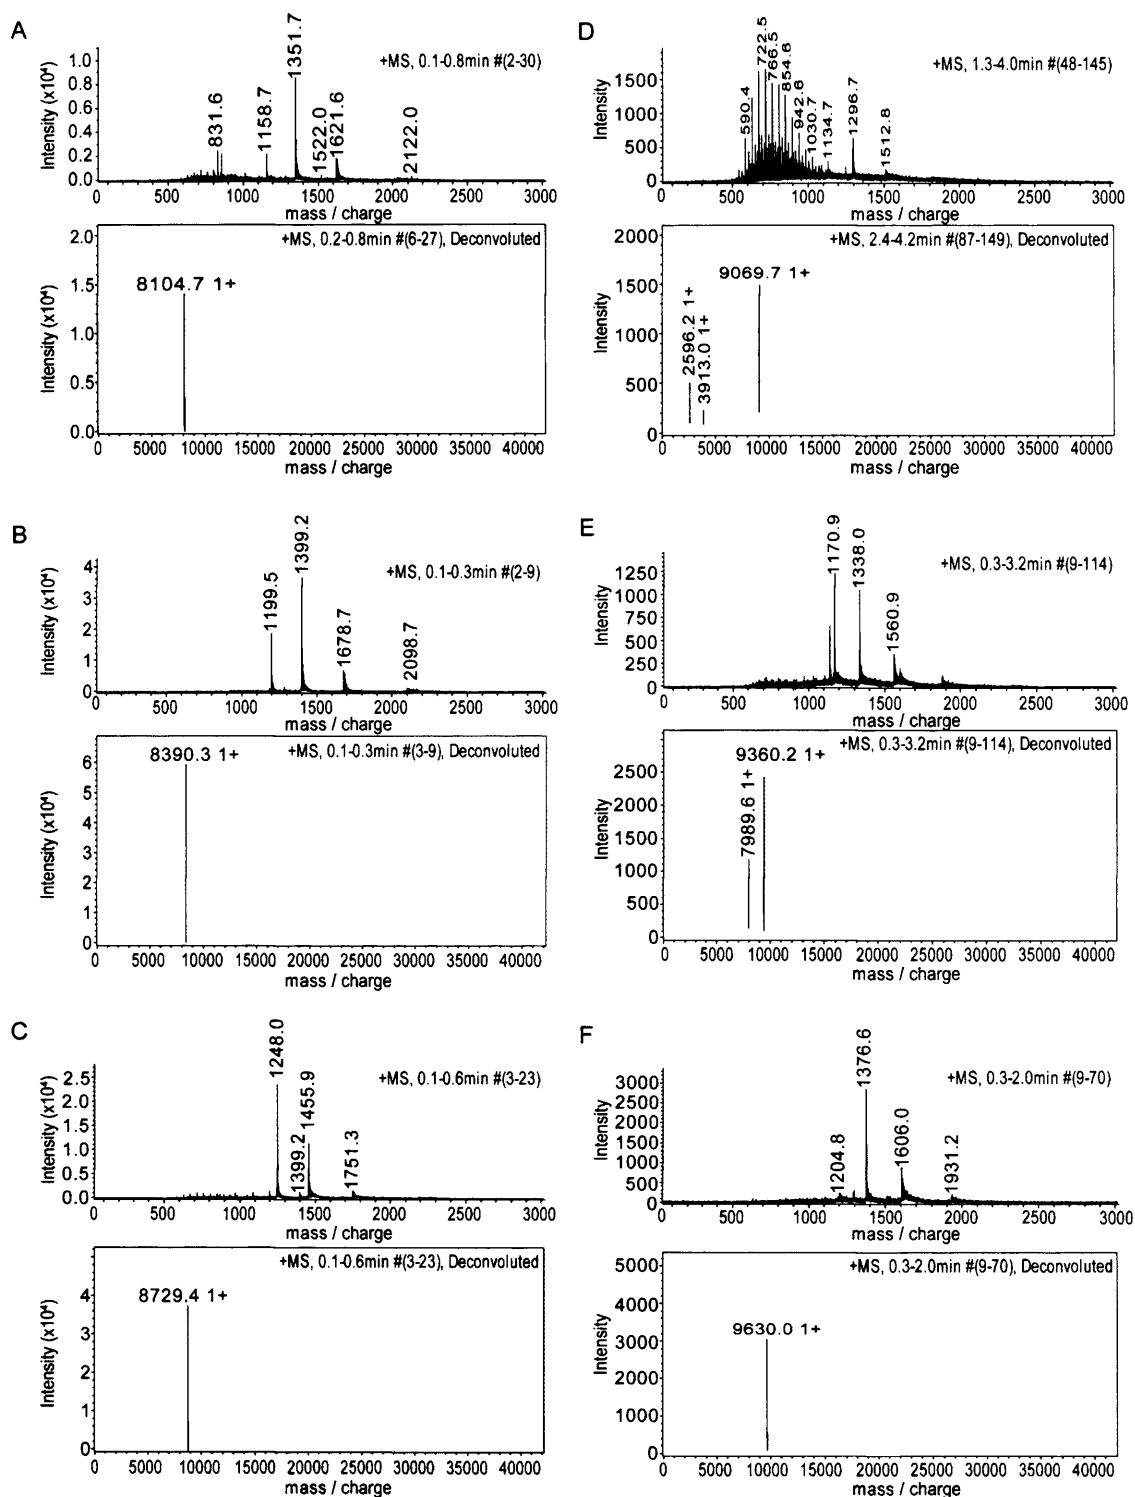 A
Intensity (x10⁴)
1.0
0.8
0.6
0.4
0.2
0.0
831.6
1158.7
1351.7
1522.0
1621.6
2122.0
+MS, 0.1-0.8min #(2-30)
0 500 1000 1500 2000 2500 3000
mass / charge
Intensity (x10⁴)
2.0
1.5
1.0
0.5
0.0
+MS, 0.2-0.8min #(6-27), Deconvoluted
8104.7 1+
0 5000 10000 15000 20000 25000 30000 35000 40000
mass / charge
B
Intensity (x10⁴)
4
3
2
1
0
1199.5
1399.2
1678.7
2098.7
+MS, 0.1-0.3min #(2-9)
0 500 1000 1500 2000 2500 3000
mass / charge
Intensity (x10⁴)
6
5
4
3
2
1
0
8390.3 1+
+MS, 0.1-0.3min #(3-9), Deconvoluted
0 5000 10000 15000 20000 25000 30000 35000 40000
mass / charge
C
Intensity (x10⁴)
2.5
2.0
1.5
1.0
0.5
0.0
1248.0
1399.2
1455.9
1751.3
+MS, 0.1-0.6min #(3-23)
0 500 1000 1500 2000 2500 3000
mass / charge
Intensity (x10⁴)
4
3
2
1
0
+MS, 0.1-0.6min #(3-23), Deconvoluted
8729.4 1+
0 5000 10000 15000 20000 25000 30000 35000 40000
mass / charge
D
Intensity
1500
1000
500
0
590.4
722.5
766.5
854.6
942.6
1030.7
1134.7
1296.7
1512.8
+MS, 1.3-4.0min #(48-145)
0 500 1000 1500 2000 2500 3000
mass / charge
Intensity
2000
1500
1000
500
0
+MS, 2.4-4.2min #(87-149), Deconvoluted
2596.2 1+
3913.0 1+
9069.7 1+
0 5000 10000 15000 20000 25000 30000 35000 40000
mass / charge
E
Intensity
1250
1000
750
500
250
0
1170.9
1338.0
1560.9
+MS, 0.3-3.2min #(9-114)
0 500 1000 1500 2000 2500 3000
mass / charge
Intensity
2500
2000
1500
1000
500
0
+MS, 0.3-3.2min #(9-114), Deconvoluted
7989.6 1+
9360.2 1+
0 5000 10000 15000 20000 25000 30000 35000 40000
mass / charge
F
Intensity
3000
2500
2000
1500
1000
500
0
1204.8
1376.6
1606.0
1931.2
+MS, 0.3-2.0min #(9-70)
500 1000 1500 2000 2500 3000
mass / charge
Intensity
5000
4000
3000
2000
1000
0
+MS, 0.3-2.0min #(9-70), Deconvoluted
9630.0 1+
0 5000 10000 15000 20000 25000 30000 35000 40000
mass / charge